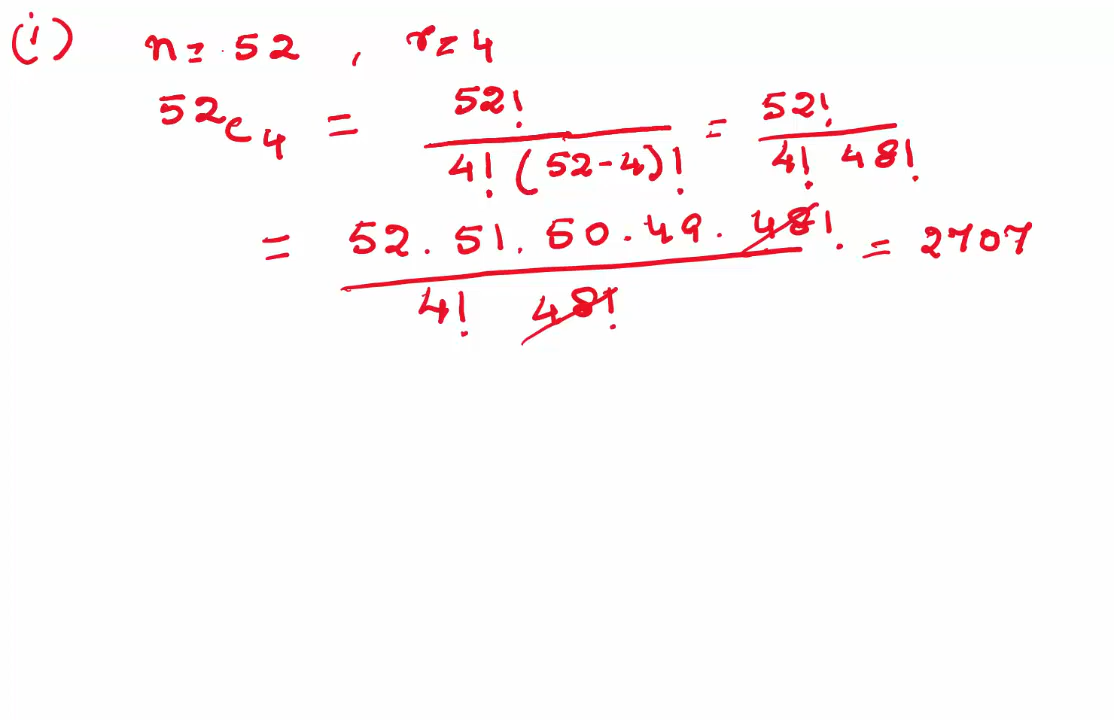 (i) n = 52 , r = 4
52c4 = 52! / 4! (52-4)! = 52! / 4! 48!
= 52 . 51 . 50 . 49 . 48! / 4! 48! = 2707